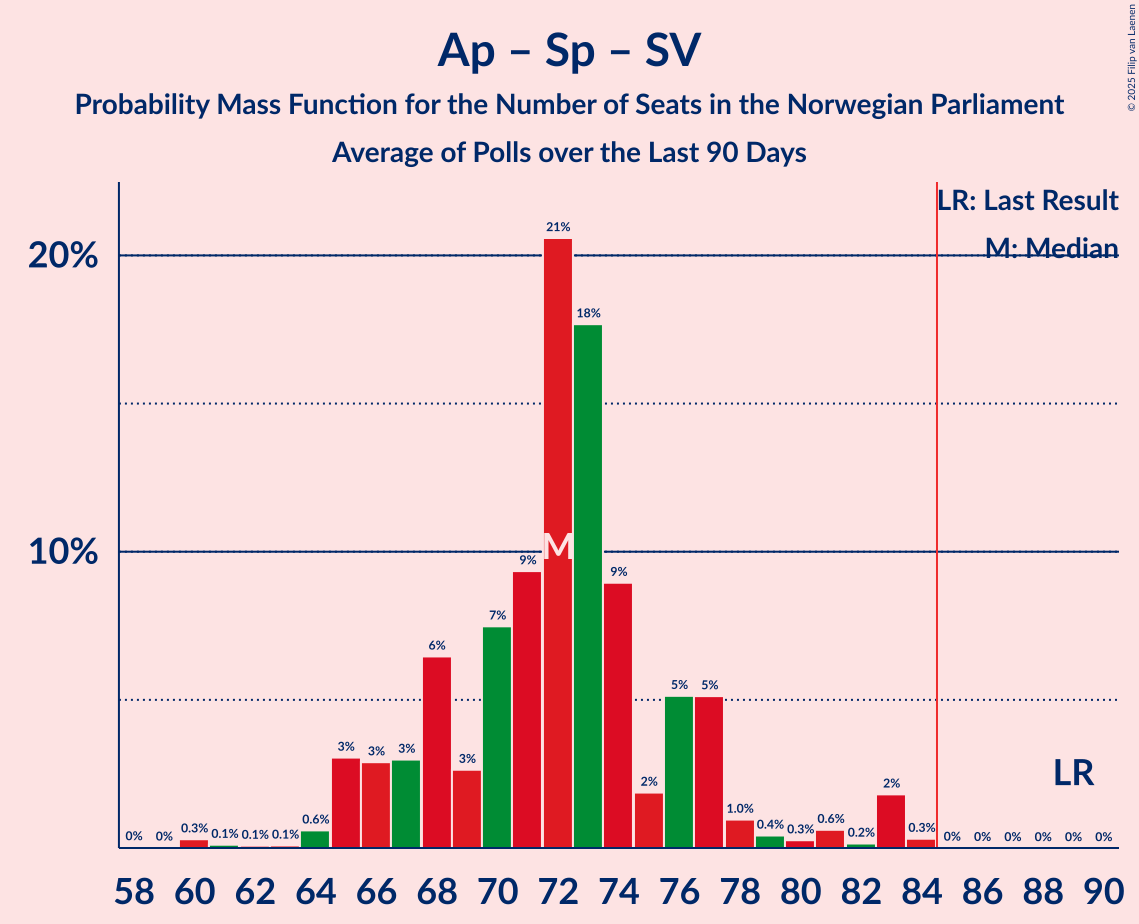 Ap – Sp – SV
Probability Mass Function for the Number of Seats in the Norwegian Parliament
Average of Polls over the Last 90 Days
© 2025 Filip van Laenen
LR: Last Result
M: Median
20%
10%
0% 0% 0.3% 0.1% 0.1% 0.1% 0.6% 3% 3% 3% 6% 3% 7% 9% 21% 18% 9% 2% 5% 5% 1.0% 0.4% 0.3% 0.6% 0.2% 2% 0.3% 0% 0% 0% 0% 0% 0%
M
LR
58 60 62 64 66 68 70 72 74 76 78 80 82 84 86 88 90